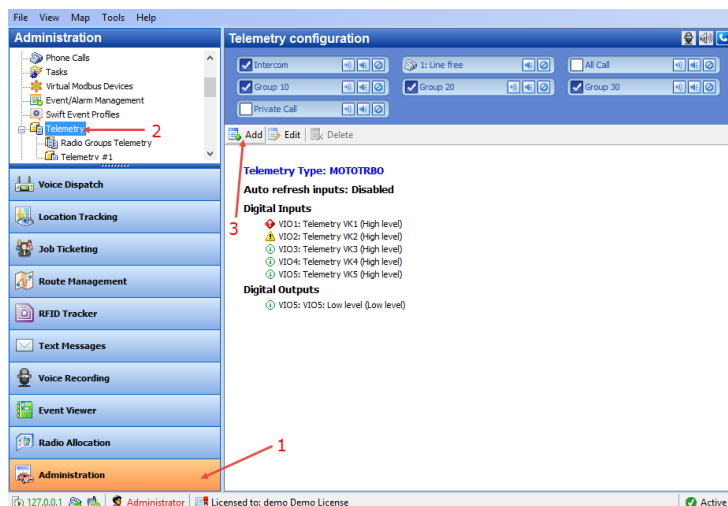 File View Map Tools Help
Administration
Phone Calls
Tasks
Virtual Modbus Devices
Event/Alarm Management
Swift Event Profiles
Telemetry
Radio Groups Telemetry
Telemetry #1
2
Voice Dispatch
Location Tracking
Job Ticketing
Route Management
RFID Tracker
Text Messages
Voice Recording
Event Viewer
Radio Allocation
Administration
1
Telemetry configuration
Intercom
1: Line free
All Call
Group 10
Group 20
Group 30
Private Call
Add Edit Delete
3
Telemetry Type: MOTOTRBO
Auto refresh inputs: Disabled
Digital Inputs
VIO1: Telemetry VK1 (High level)
VIO2: Telemetry VK2 (High level)
VIO3: Telemetry VK3 (High level)
VIO4: Telemetry VK4 (High level)
VIO5: Telemetry VK5 (High level)
Digital Outputs
VIO5: VIO5: Low level (Low level)
127.0.0.1 Administrator Licensed to: demo Demo License Active